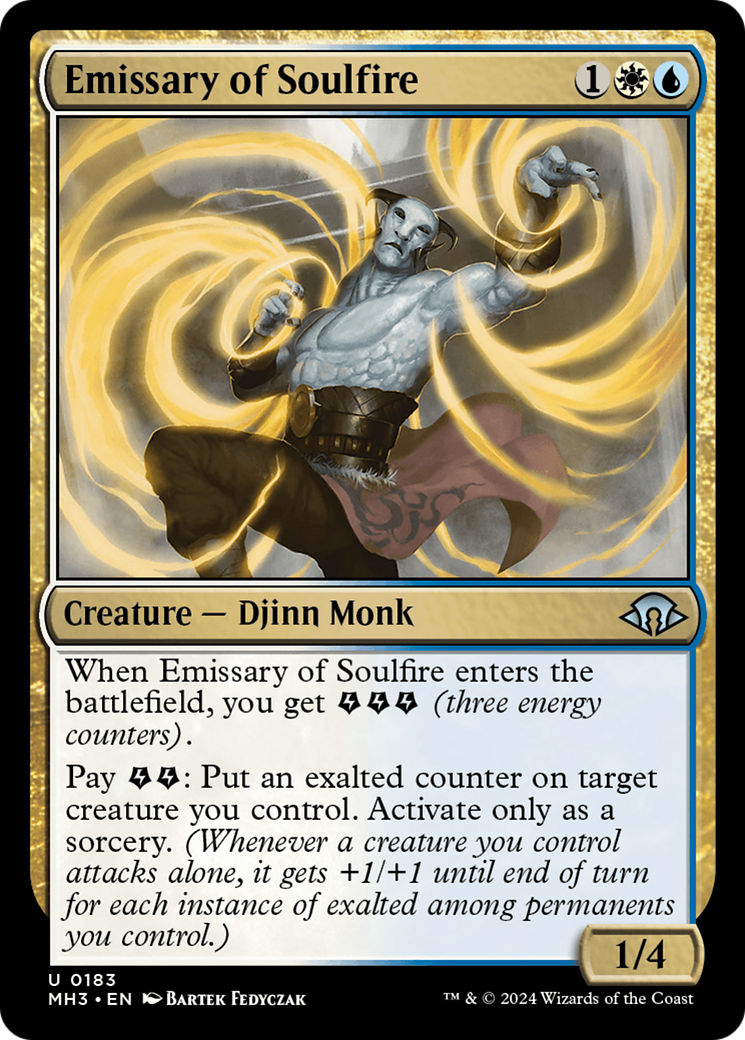 Emissary of Soulfire 1
Creature — Djinn Monk
When Emissary of Soulfire enters the
battlefield, you get (three energy
counters).
Pay : Put an exalted counter on target
creature you control. Activate only as a
sorcery. (Whenever a creature you control
attacks alone, it gets +1/+1 until end of turn
for each instance of exalted among permanents
you control.)
1/4
U 0183
MH3 • EN Bartek Fedyczak
™ & © 2024 Wizards of the Coast